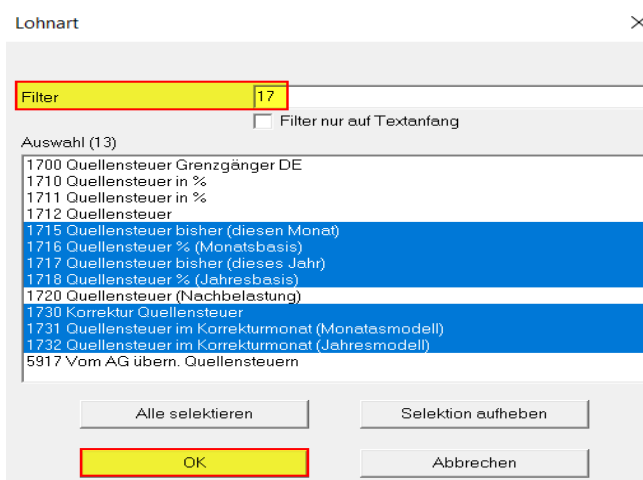 Lohnart
Filter 17
Filter nur auf Textanfang
Auswahl (13)
1700 Quellensteuer Grenzgänger DE
1710 Quellensteuer in %
1711 Quellensteuer in %
1712 Quellensteuer
1715 Quellensteuer bisher (diesen Monat)
1716 Quellensteuer % (Monatsbasis)
1717 Quellensteuer bisher (dieses Jahr)
1718 Quellensteuer % (Jahresbasis)
1720 Quellensteuer (Nachbelastung)
1730 Korrektur Quellensteuer
1731 Quellensteuer im Korrekturmonat (Monatasmodell)
1732 Quellensteuer im Korrekturmonat (Jahresmodell)
5917 Vom AG übern. Quellensteuern
Alle selektieren Selektion aufheben
OK Abbrechen